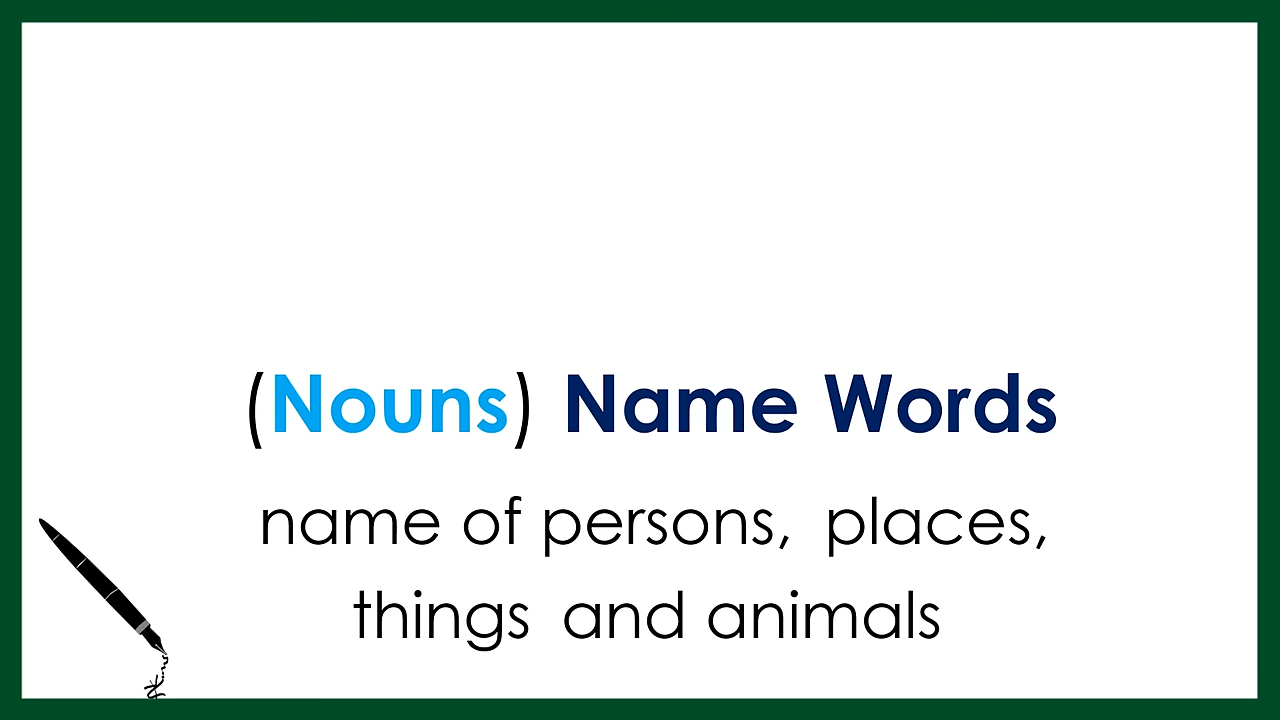 (Nouns) Name Words
name of persons, places,
things and animals